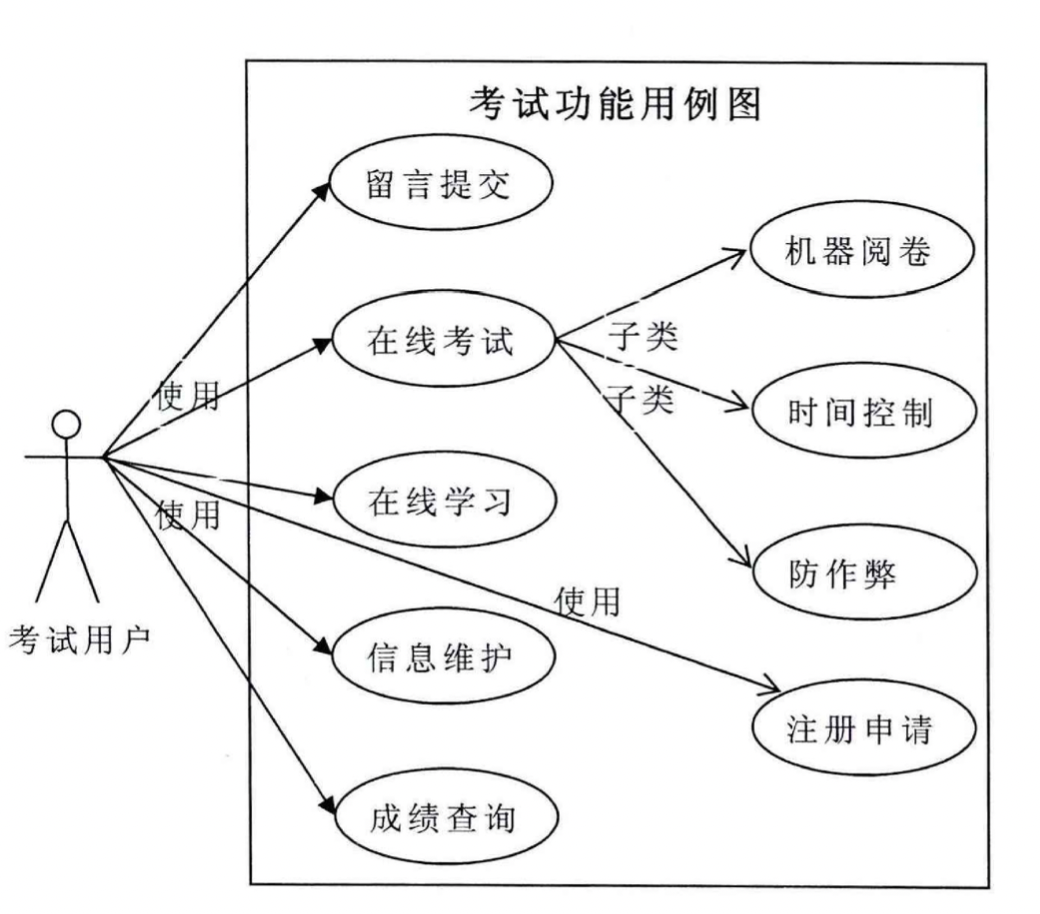 考试功能用例图
留言提交
机器阅卷
在线考试
子类
使用
子类
时间控制
在线学习
使用
防作弊
使用
考试用户
信息维护
注册申请
成绩查询